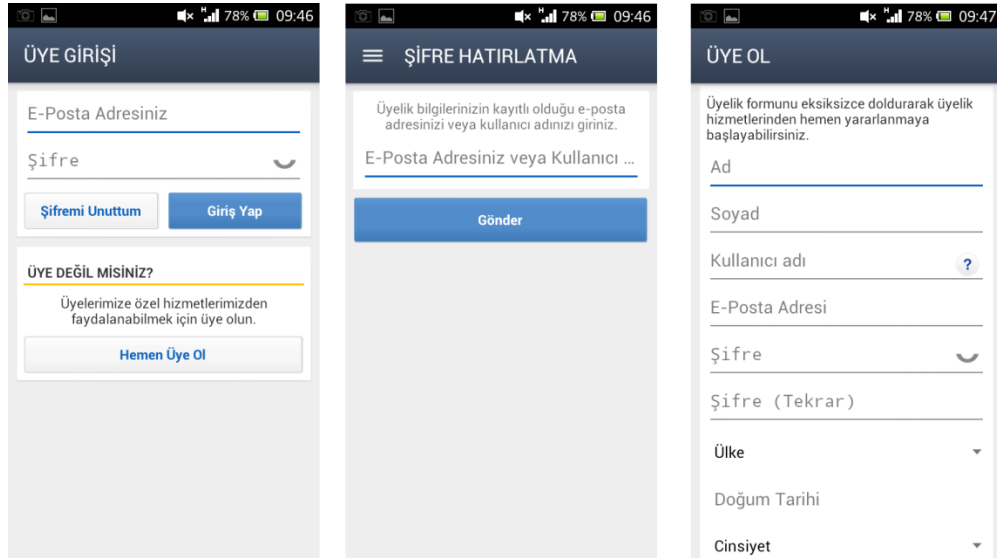 78% 09:46
ÜYE GİRİŞİ
E-Posta Adresiniz
Şifre
Şifremi Unuttum
Giriş Yap
ÜYE DEĞİL MİSİNİZ?
Üyelerimize özel hizmetlerimizden
faydalanabilmek için üye olun.
Hemen Üye Ol
H 78% 09:46
ŞİFRE HATIRLATMA
Üyelik bilgilerinizin kayıtlı olduğu e-posta
adresinizi veya kullanıcı adınızı giriniz.
E-Posta Adresiniz veya Kullanıcı ...
Gönder
H 78% 09:47
ÜYE OL
Üyelik formunu eksiksizce doldurarak üyelik
hizmetlerinden hemen yararlanmaya
başlayabilirsiniz.
Ad
Soyad
Kullanıcı adı
?
E-Posta Adresi
Şifre
Şifre (Tekrar)
Ülke
Doğum Tarihi
Cinsiyet